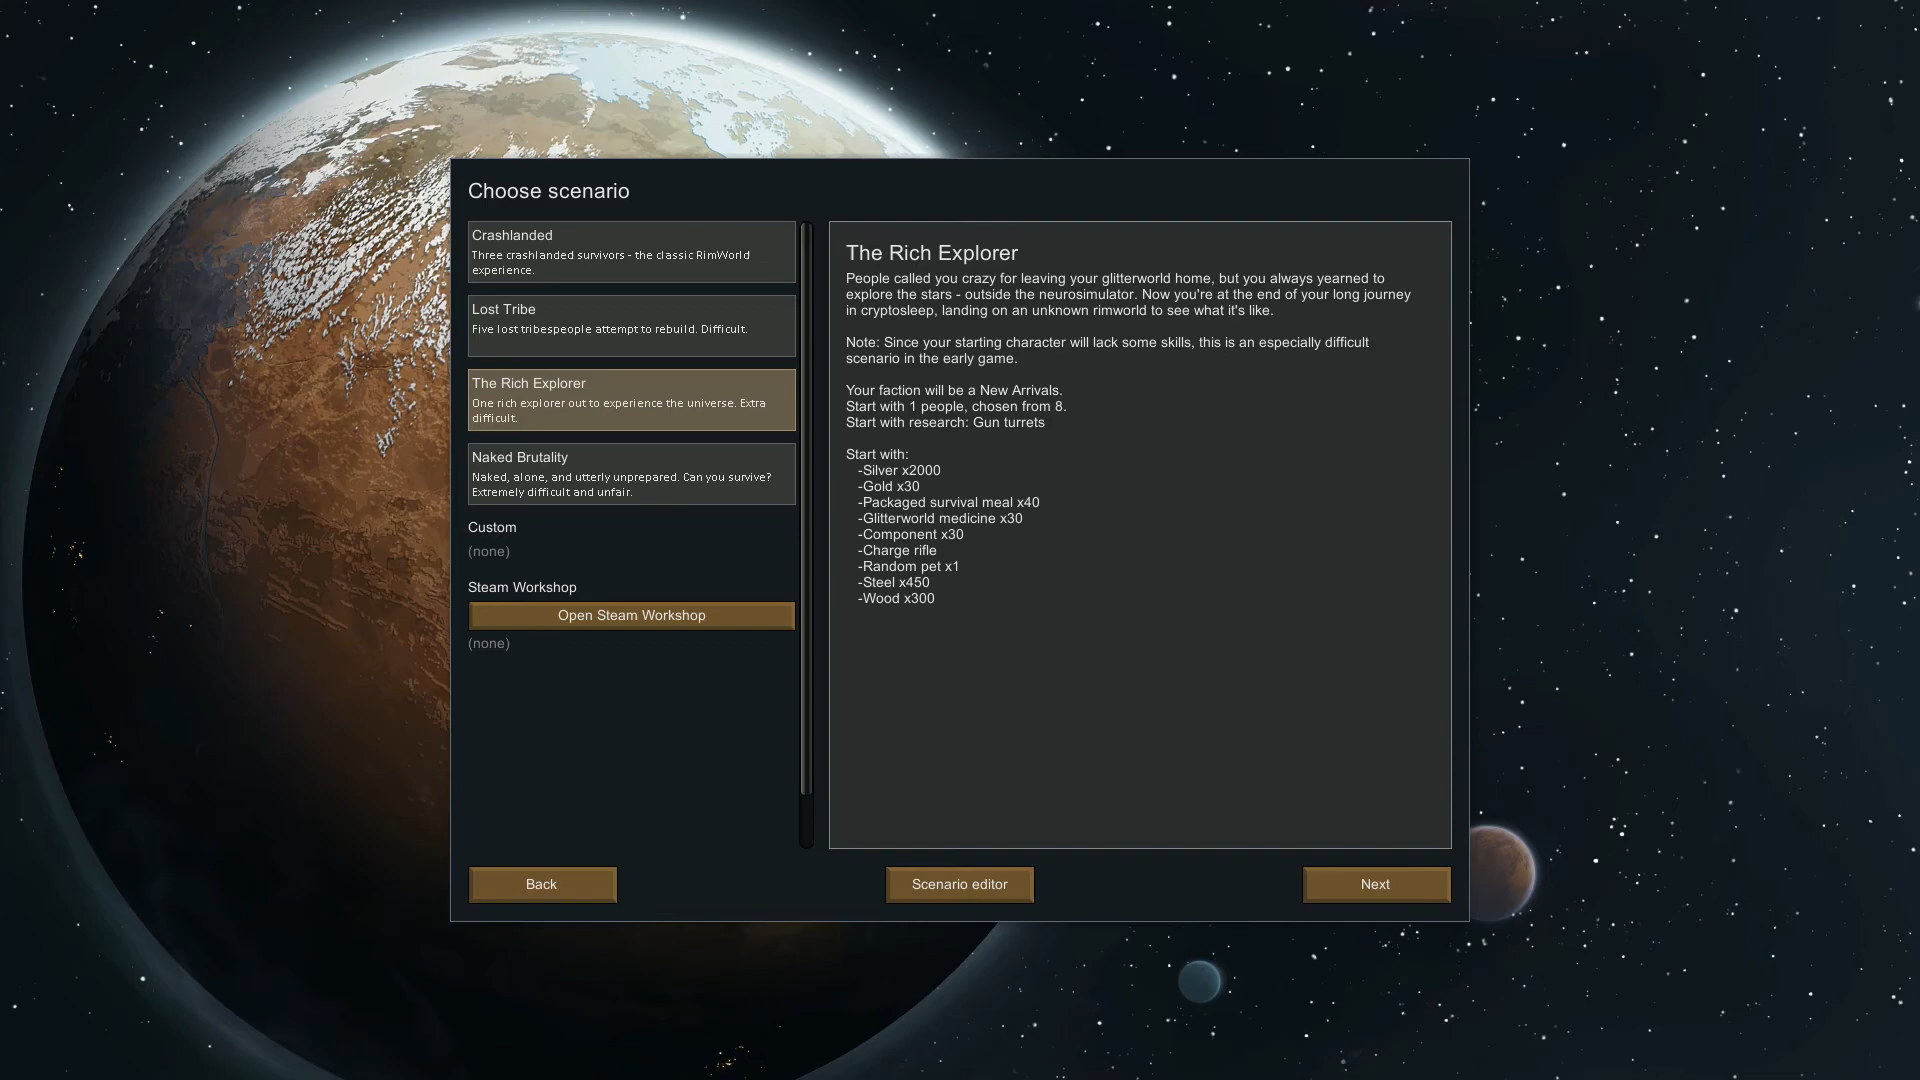 Choose scenario
Crashlanded
Three crashlanded survivors - the classic RimWorld
experience.
Lost Tribe
Five lost tribespeople attempt to rebuild. Difficult.
The Rich Explorer
One rich explorer out to experience the universe. Extra
difficult.
Naked Brutality
Naked, alone, and utterly unprepared. Can you survive?
Extremely difficult and unfair.
Custom
(none)
Steam Workshop
Open Steam Workshop
(none)
The Rich Explorer
People called you crazy for leaving your glitterworld home, but you always yearned to
explore the stars - outside the neurosimulator. Now you're at the end of your long journey
in cryptosleep, landing on an unknown rimworld to see what it's like.
Note: Since your starting character will lack some skills, this is an especially difficult
scenario in the early game.
Your faction will be a New Arrivals.
Start with 1 people, chosen from 8.
Start with research: Gun turrets
Start with:
-Silver x2000
-Gold x30
-Packaged survival meal x40
-Glitterworld medicine x30
-Component x30
-Charge rifle
-Random pet x1
-Steel x450
-Wood x300
Back
Scenario editor
Next